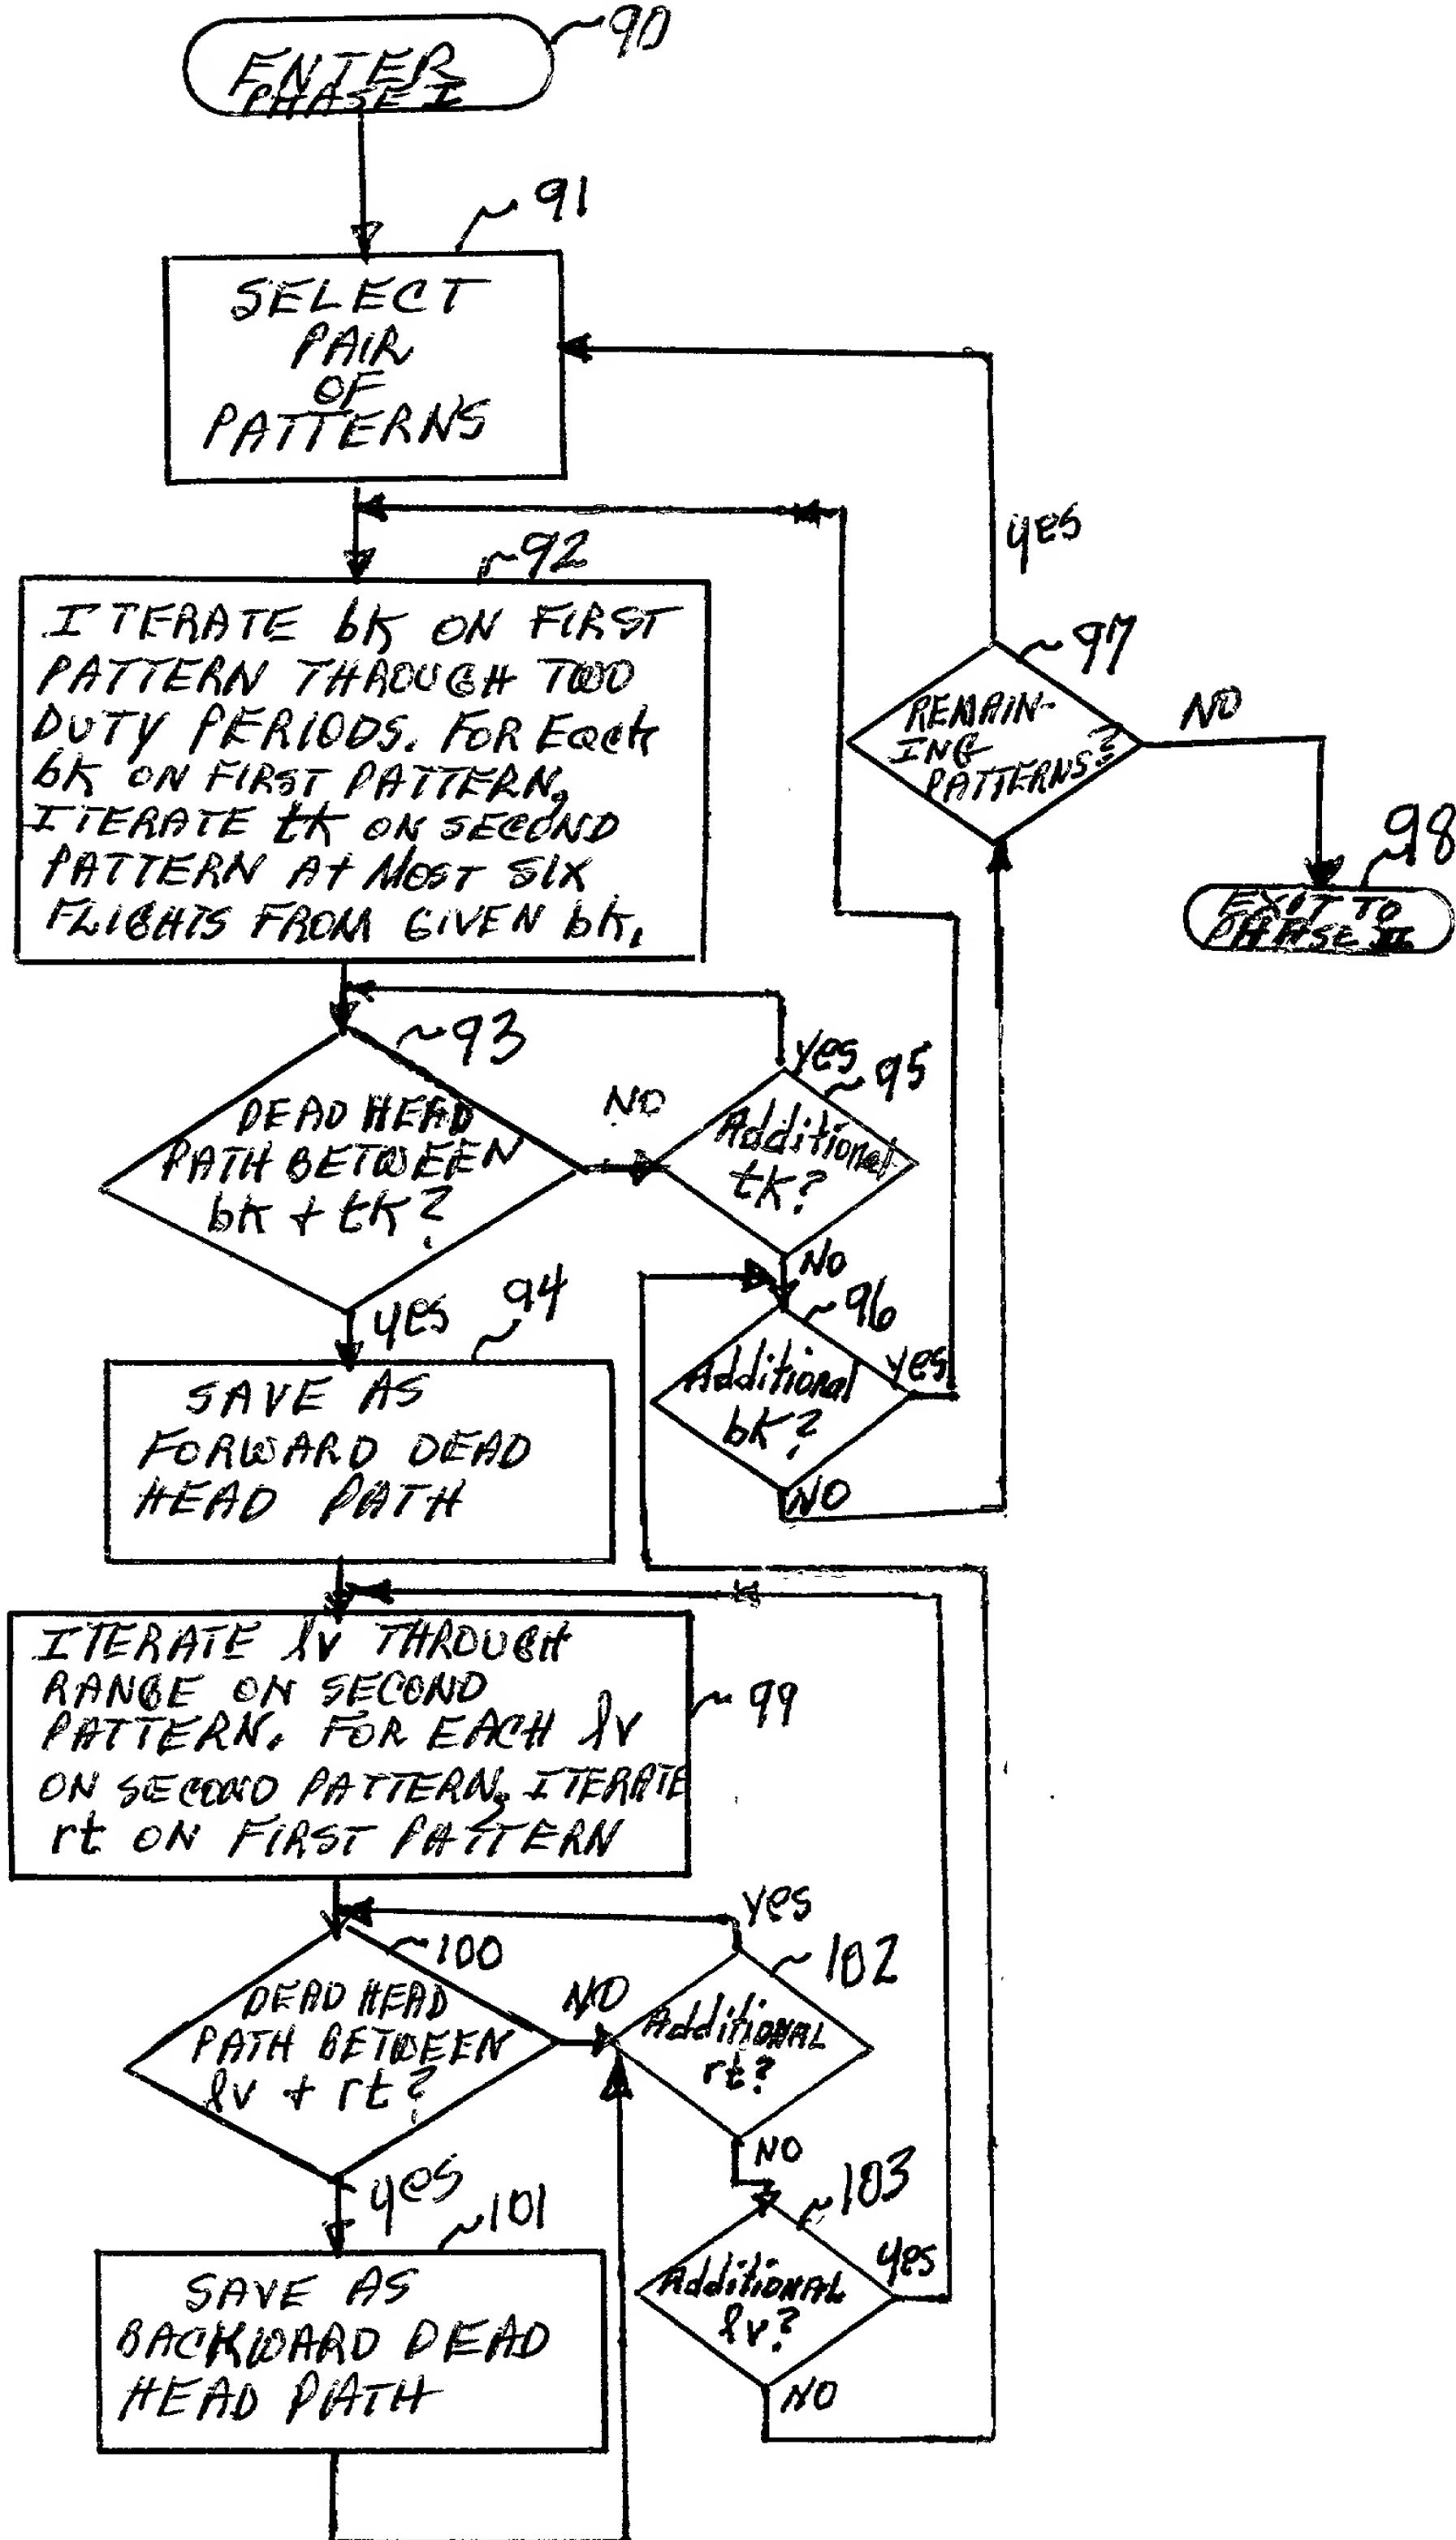 90
ENTER
PHASE I
91
SELECT
PAIR
OF
PATTERNS
92
ITERATE bk ON FIRST
PATTERN THROUGH TWO
DUTY PERIODS. FOR Each
bk ON FIRST PATTERN,
ITERATE tk ON SECOND
PATTERN At Most SIX
FLIGHTS FROM GIVEN bk.
yes
97
REMAIN-
ING
PATTERNS?
NO
98
EXIT TO
PHASE II
93
DEAD HEAD
PATH BETWEEN
bk + tk?
NO
yes
95
Additional
tk?
NO
96
Additional
bk?
yes
NO
yes
94
SAVE AS
FORWARD DEAD
HEAD PATH
ITERATE lv THROUGH
RANGE ON SECOND
PATTERN. FOR EACH lv
ON SECOND PATTERN, ITERATE
rt ON FIRST PATTERN
99
100
DEAD HEAD
PATH BETWEEN
lv + rt?
NO
yes
102
AdditioNAL
rt?
NO
103
AdditioNAL
lv?
yes
NO
yes
101
SAVE AS
BACKWARD DEAD
HEAD PATH